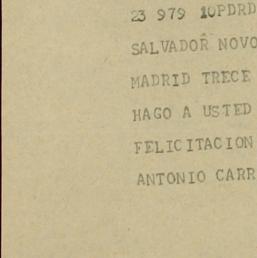 23 979 10PDRD
SALVADOR NOVO
MADRID TRECE
HAGO A USTED
FELICITACION
ANTONIO CARR